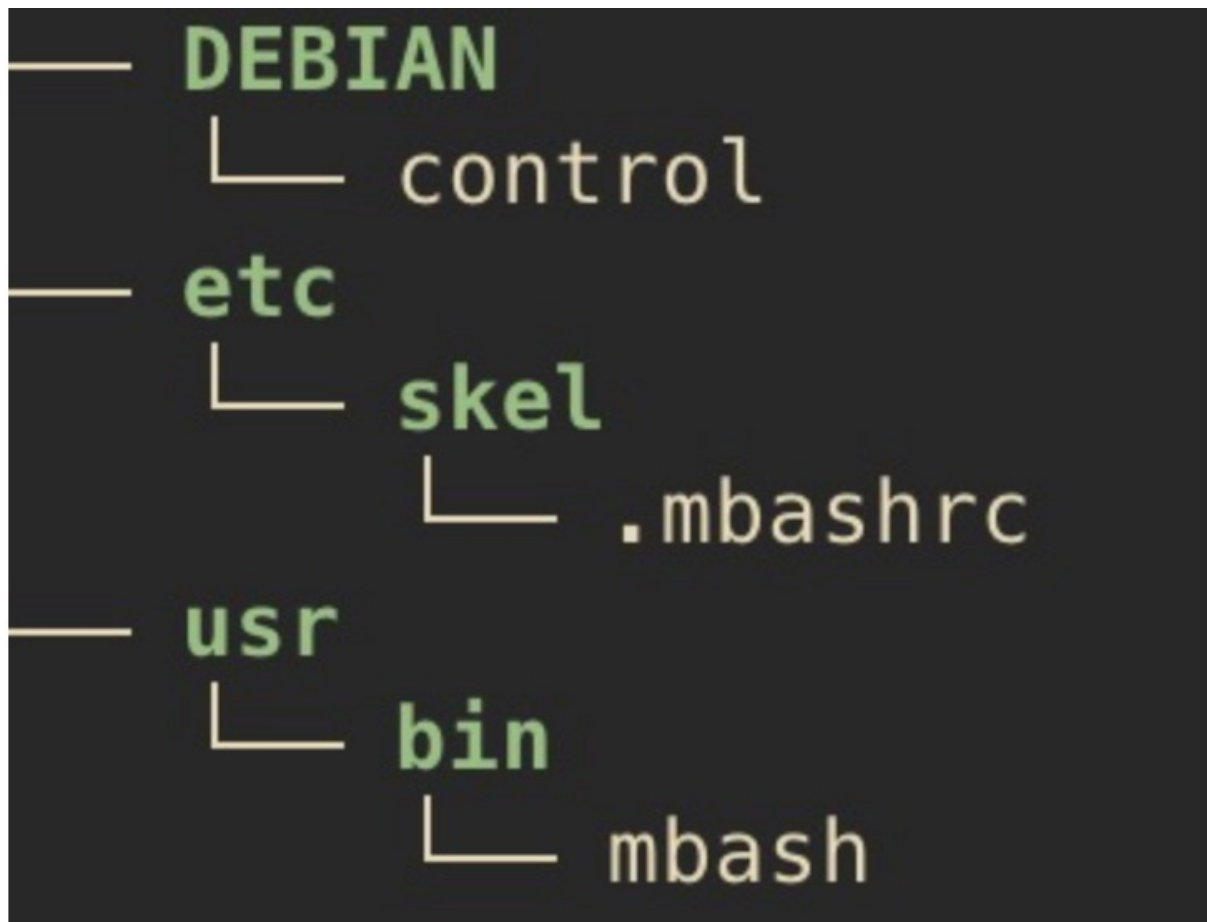 DEBIAN
control
etc
skel
.mbashrc
usr
bin
mbash